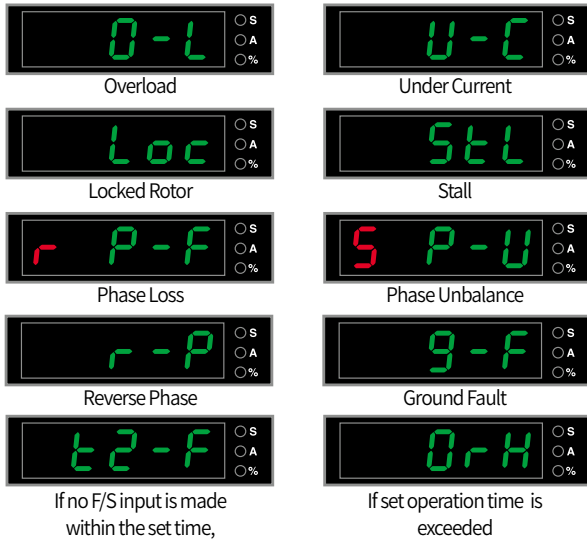 0-L S
A
%
Overload
U-C S
A
%
Under Current
Loc S
A
%
Locked Rotor
StL S
A
%
Stall
r P-F S
A
%
Phase Loss
S P-U S
A
%
Phase Unbalance
r-P S
A
%
Reverse Phase
g-F S
A
%
Ground Fault
t2-F S
A
%
If no F/S input is made
within the set time,
OrH S
A
%
If set operation time is
exceeded